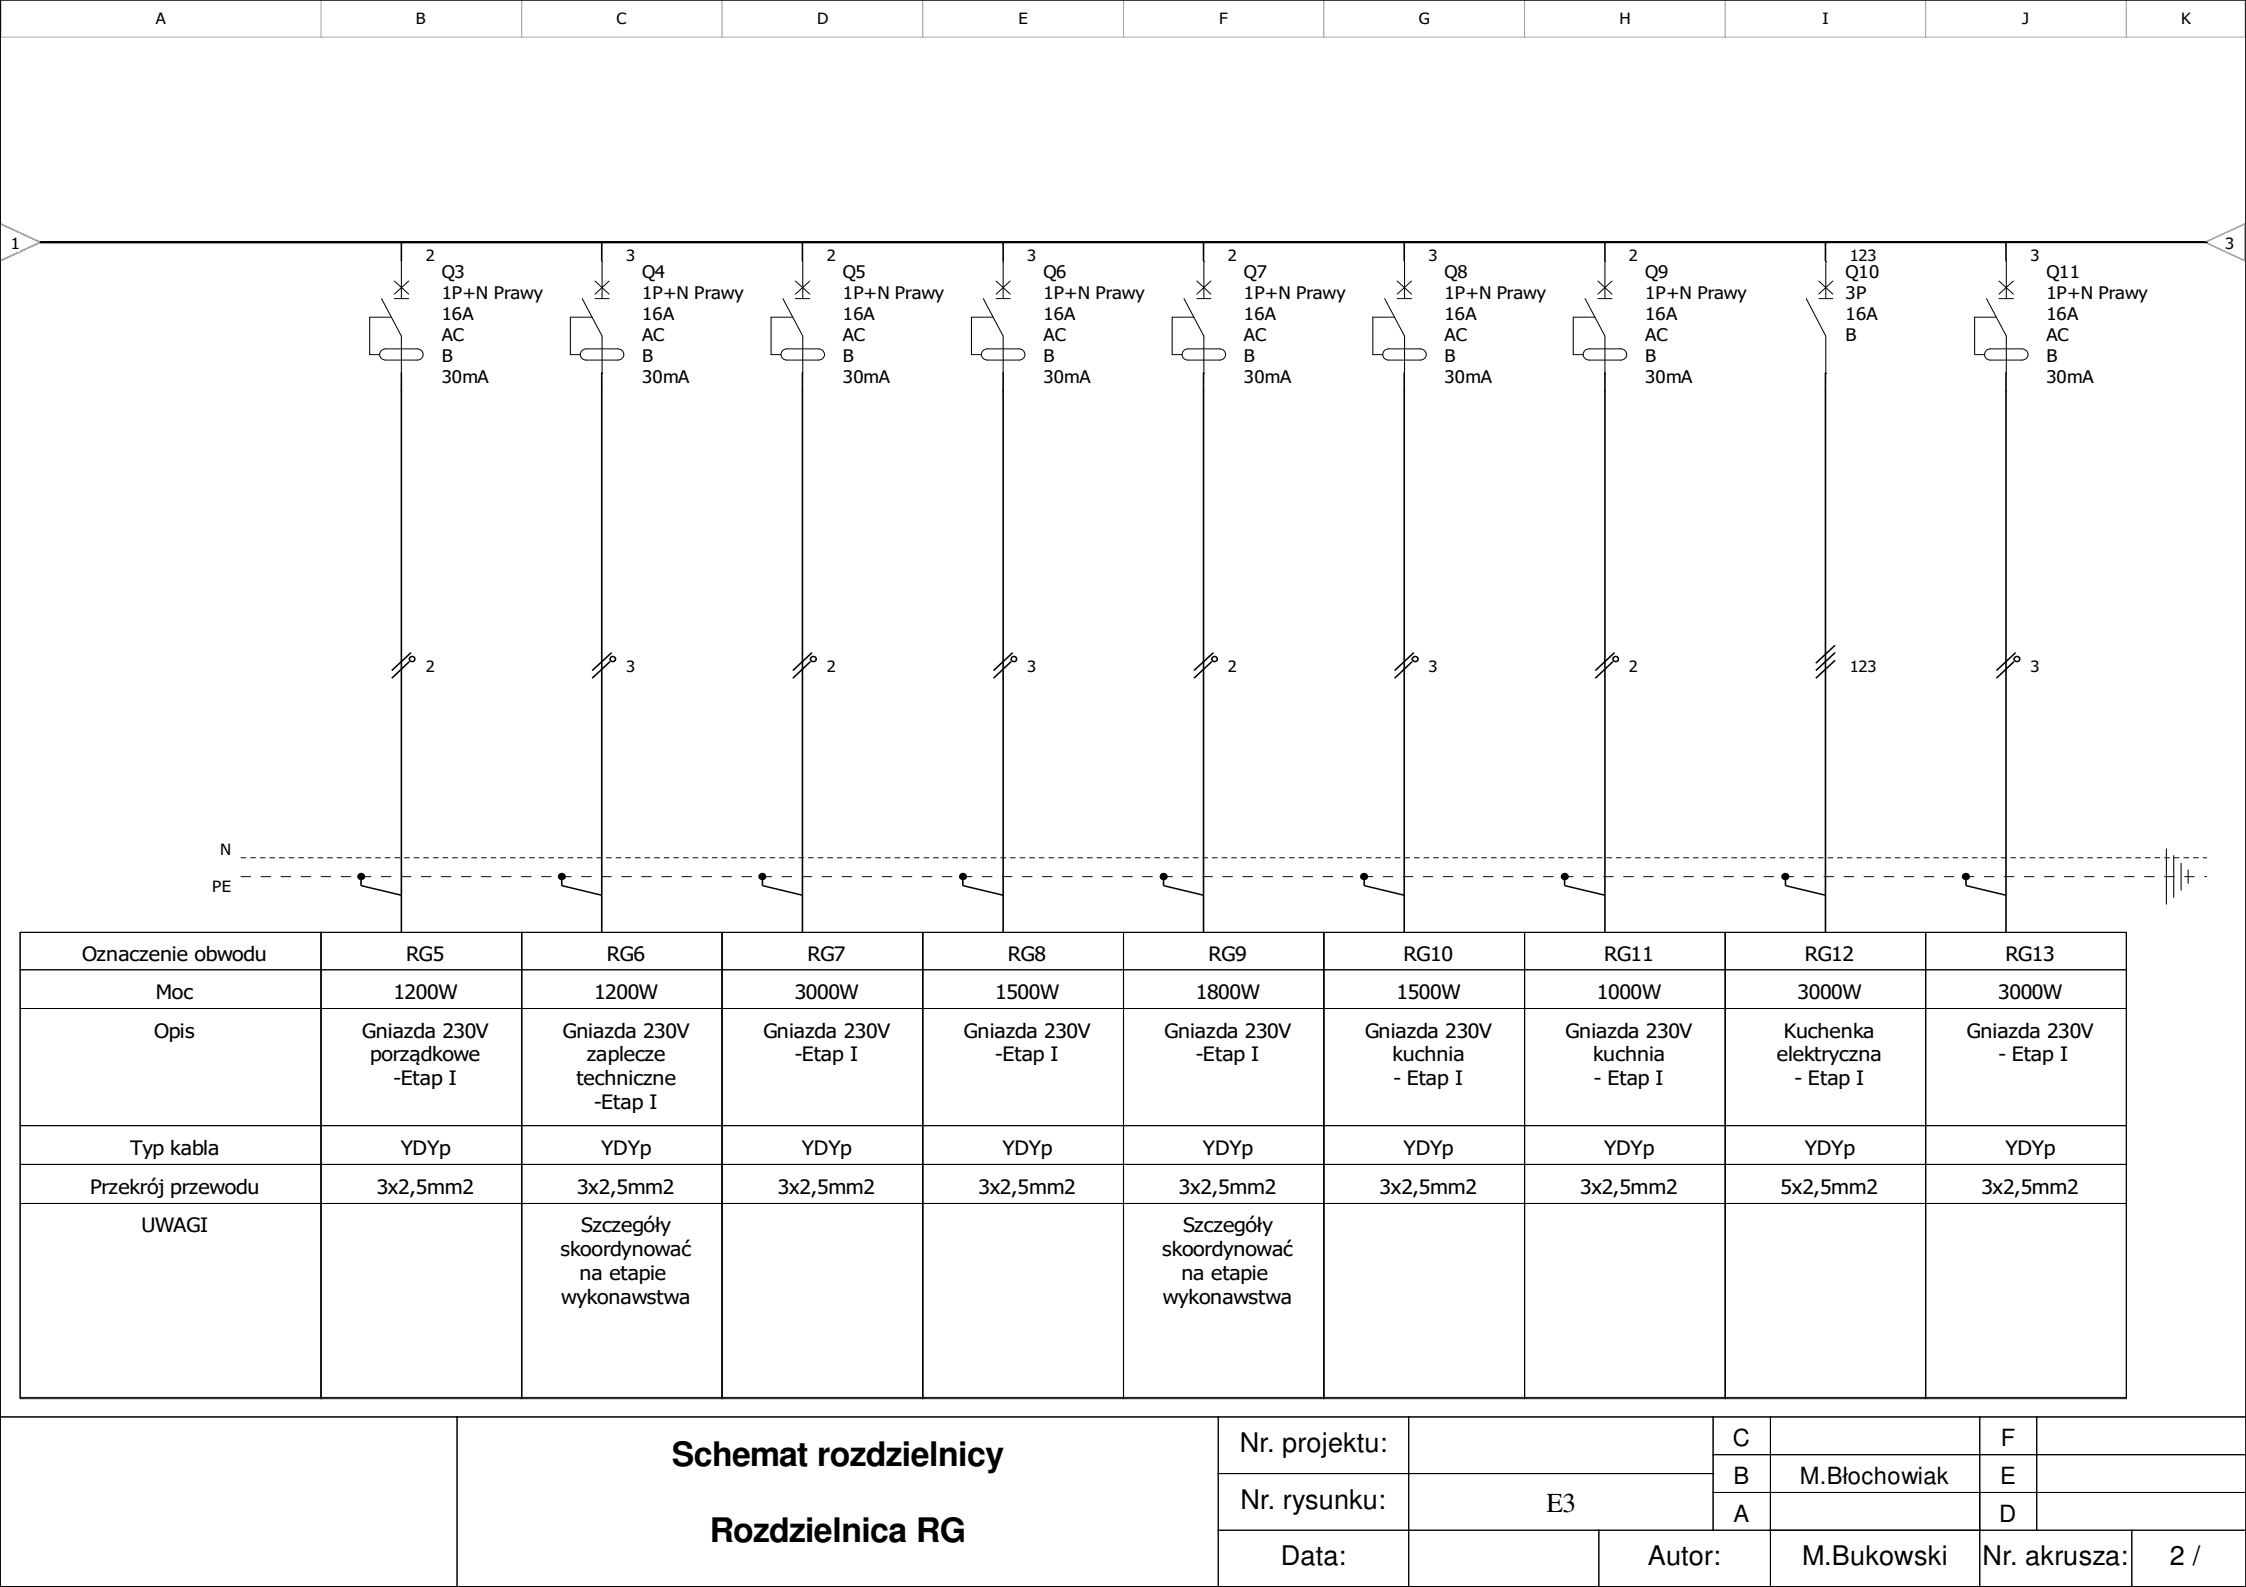 A B C D E F G H I J K
1 3
2 3 2 3 2 3 2 123 3
Q3 Q4 Q5 Q6 Q7 Q8 Q9 Q10 Q11
1P+N Prawy 1P+N Prawy 1P+N Prawy 1P+N Prawy 1P+N Prawy 1P+N Prawy 1P+N Prawy 3P 1P+N Prawy
16A 16A 16A 16A 16A 16A 16A 16A 16A
AC AC AC AC AC AC AC B AC
B B B B B B B B
30mA 30mA 30mA 30mA 30mA 30mA 30mA 30mA
2 3 2 3 2 3 2 123 3
N
PE
Oznaczenie obwodu RG5 RG6 RG7 RG8 RG9 RG10 RG11 RG12 RG13
Moc 1200W 1200W 3000W 1500W 1800W 1500W 1000W 3000W 3000W
Opis Gniazda 230V Gniazda 230V Gniazda 230V Gniazda 230V Gniazda 230V Gniazda 230V Gniazda 230V Kuchenka Gniazda 230V
porządkowe zaplecze -Etap I -Etap I -Etap I kuchnia kuchnia elektryczna - Etap I
-Etap I techniczne - Etap I - Etap I - Etap I
-Etap I
Typ kabla YDYp YDYp YDYp YDYp YDYp YDYp YDYp YDYp YDYp
Przekrój przewodu 3x2,5mm2 3x2,5mm2 3x2,5mm2 3x2,5mm2 3x2,5mm2 3x2,5mm2 3x2,5mm2 5x2,5mm2 3x2,5mm2
UWAGI Szczegóły Szczegóły
skoordynować skoordynować
na etapie na etapie
wykonawstwa wykonawstwa
Schemat rozdzielnicy
Rozdzielnica RG
Nr. projektu: C F
B M.Błochowiak E
Nr. rysunku: E3
A D
Data: Autor: M.Bukowski Nr. akrusza: 2 /